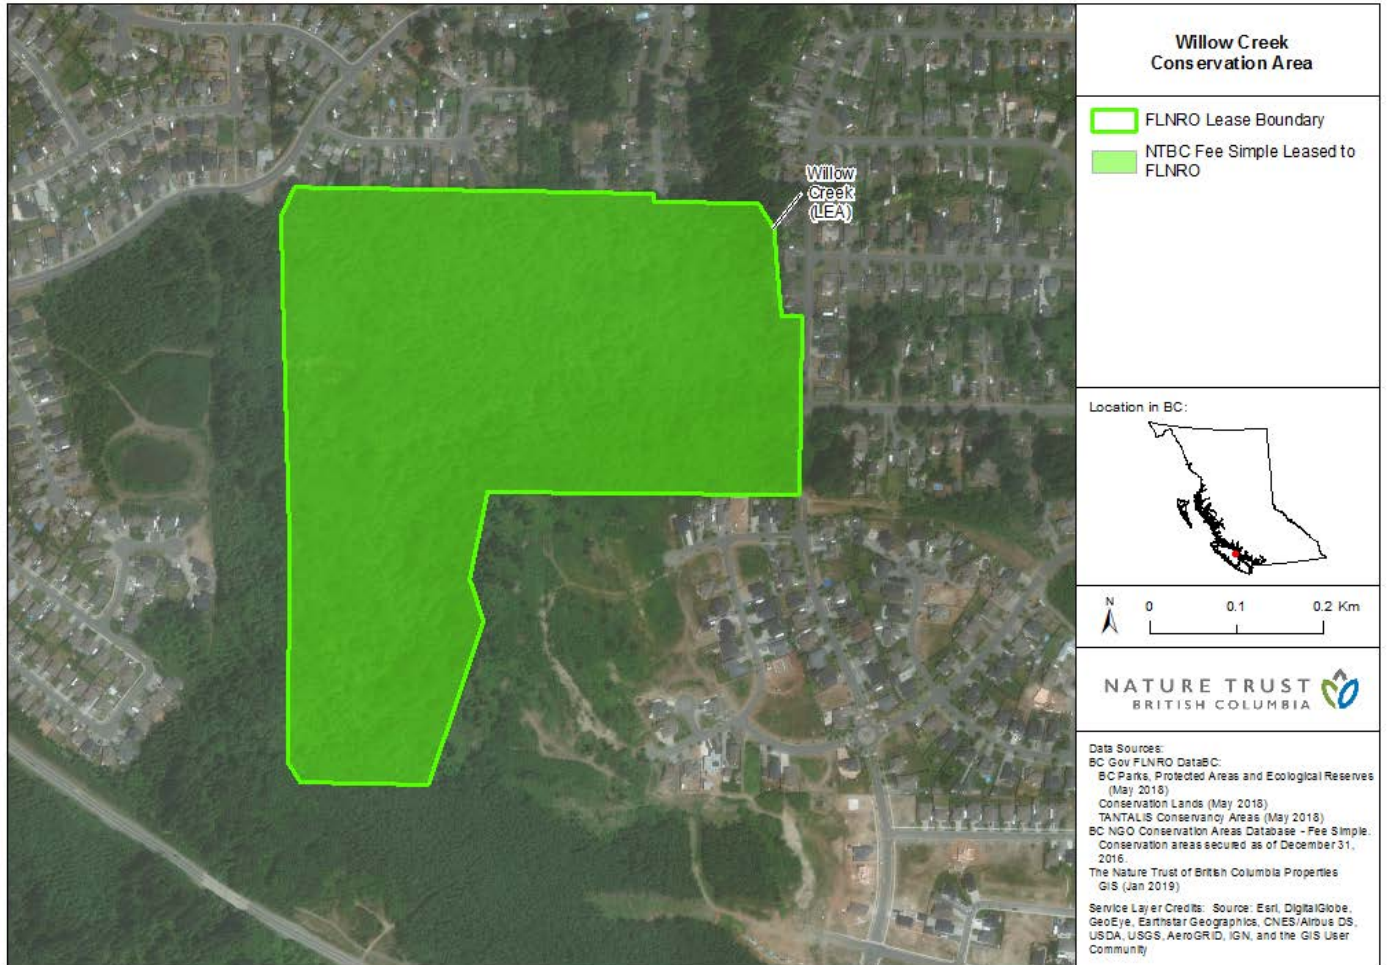 Willow Creek
Conservation Area
FLNRO Lease Boundary
NTBC Fee Simple Leased to
FLNRO
Willow
Creek
(LEA)
Location in BC:
N
0 0.1 0.2 Km
NATURE TRUST
BRITISH COLUMBIA
Data Sources:
BC Gov FLNRO DataBC:
BC Parks, Protected Areas and Ecological Reserves
(May 2018)
Conservation Lands (May 2018)
TANTALIS Conservancy Areas (May 2018)
BC NGO Conservation Areas Database - Fee Simple.
Conservation areas secured as of December 31,
2016.
The Nature Trust of British Columbia Properties
GIS (Jan 2019)
Service Layer Credits: Source: Esri, DigitalGlobe,
GeoEye, Earthstar Geographics, CNES/Airbus DS,
USDA, USGS, AeroGRID, IGN, and the GIS User
Community